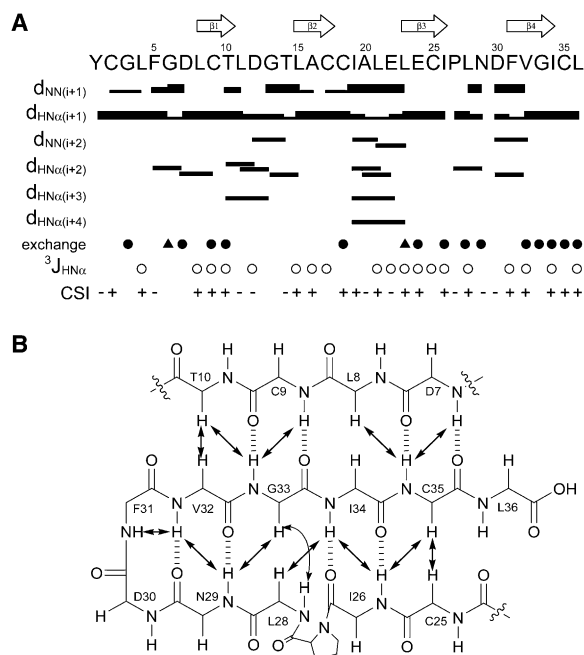 A
β1 β2 β3 β4
5 10 15 20 25 30 35
YCGLFGDLCTLDGTLACCIALELECIPLNDFVGICL
dNN(i+1)
dHNα(i+1)
dNN(i+2)
dHNα(i+2)
dHNα(i+3)
dHNα(i+4)
exchange
³JHNα
CSI
B
O H H H O H H
T10 N C9 N L8 N D7 N
O H H O H H
H O H O H O H O H
N V32 N G33 N I34 N C35 N L36 OH
F31 O H H O H H O H
NH H O H H O H H
O H O H H H O H H
D30 N N29 N L28 N I26 N C25 N
H H H O O N H H O